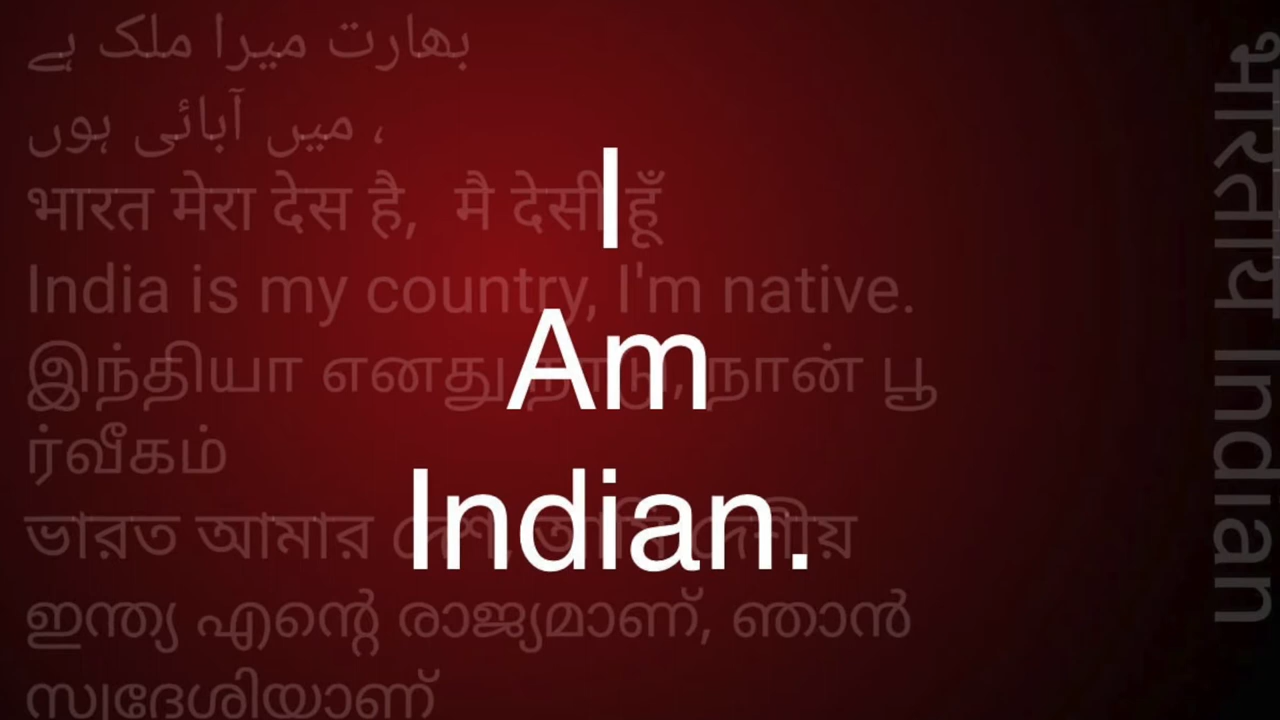 بھارت میرا ملک ہے
، میں آبائی ہوں
भारत मेरा देस है, मै देसी हूँ
India is my country, I'm native.
இந்தியா எனது நாடு, நான் பூ
ர்வீகம்
ভারত আমার দেশ, আমি দেশীয়
ഇന്ത്യ എന്റെ രാജ്യമാണ്, ഞാൻ
സ്വദേശിയാണ്
I
Am
Indian.
भारतीय Indian